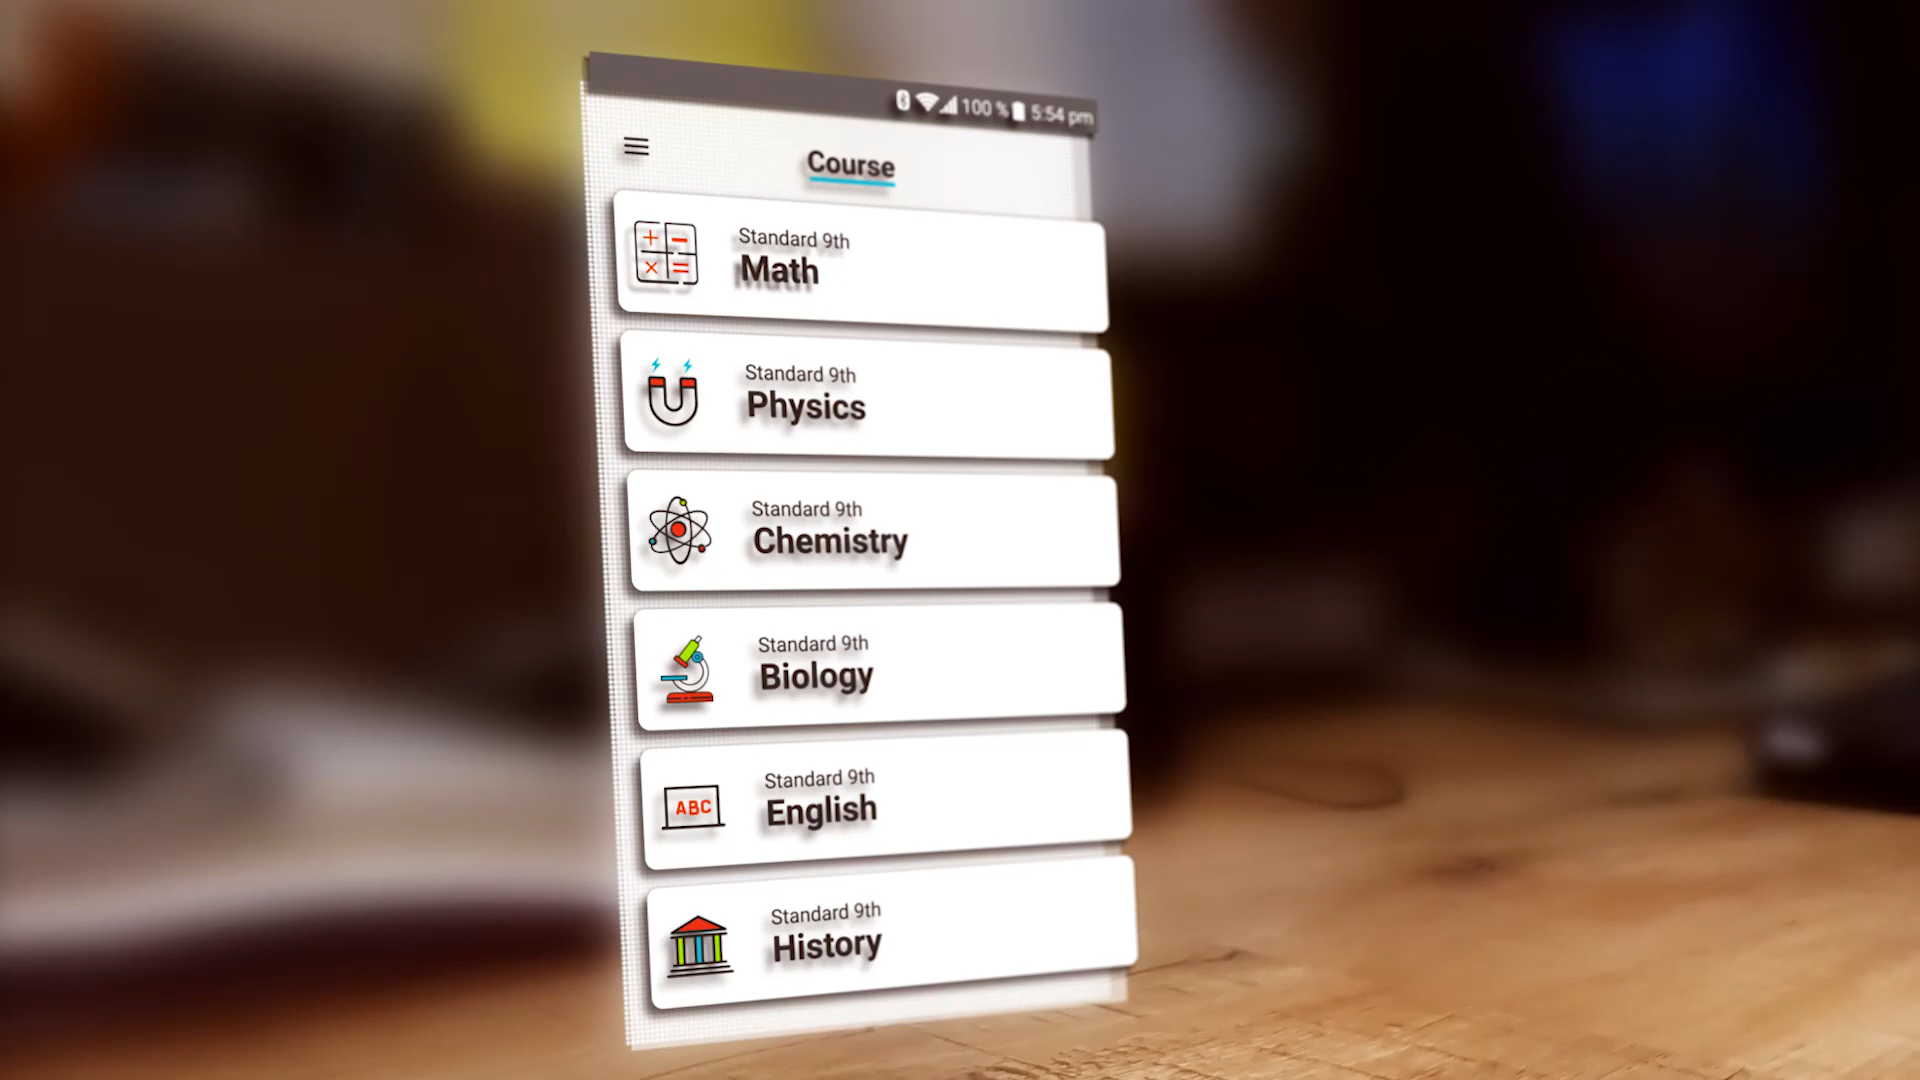 100 % 5:54 pm
Course
Standard 9th
Math
Standard 9th
Physics
Standard 9th
Chemistry
Standard 9th
Biology
ABC
Standard 9th
English
Standard 9th
History